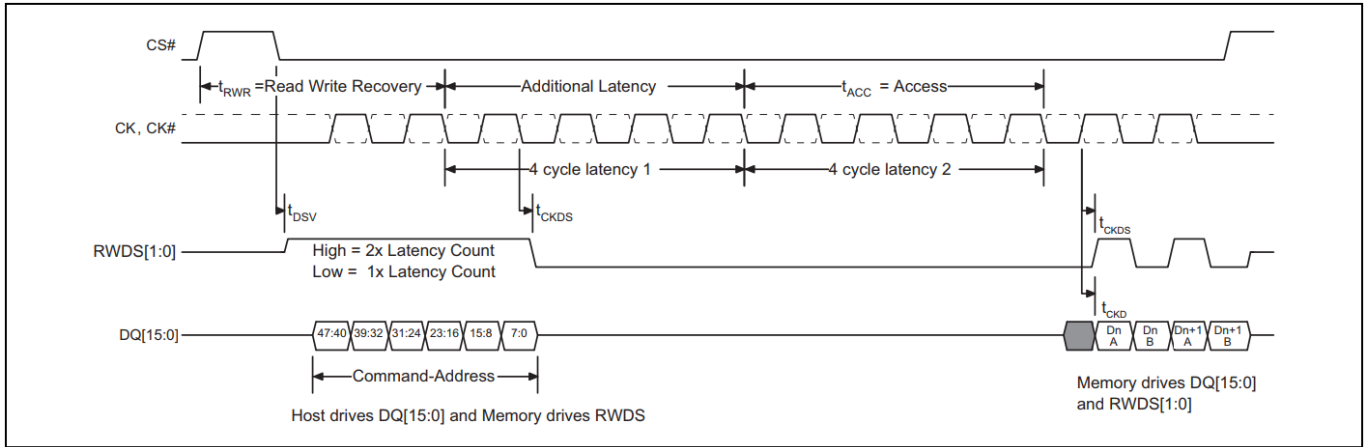 CS#
tRWR =Read Write Recovery
Additional Latency
tACC = Access
CK, CK#
4 cycle latency 1
4 cycle latency 2
tDSV
tCKDS
tCKDS
RWDS[1:0]
High = 2x Latency Count
Low = 1x Latency Count
tCKD
DQ[15:0]
47:40 39:32 31:24 23:16 15:8 7:0
Dn A
Dn B
Dn+1 A
Dn+1 B
Command-Address
Memory drives DQ[15:0]
and RWDS[1:0]
Host drives DQ[15:0] and Memory drives RWDS